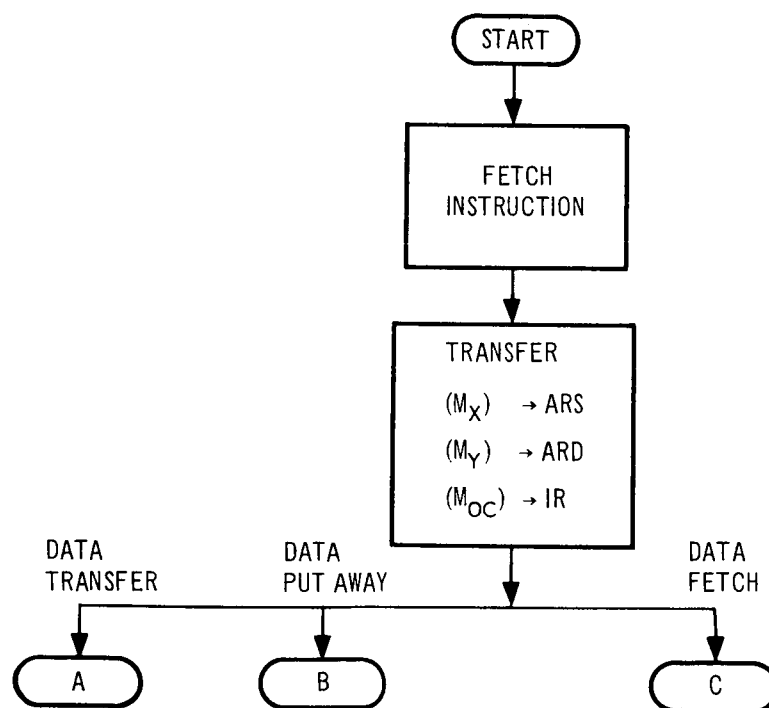 START
FETCH
INSTRUCTION
TRANSFER
(M_X) → ARS
(M_Y) → ARD
(M_OC) → IR
DATA
TRANSFER
DATA
PUT AWAY
DATA
FETCH
A
B
C